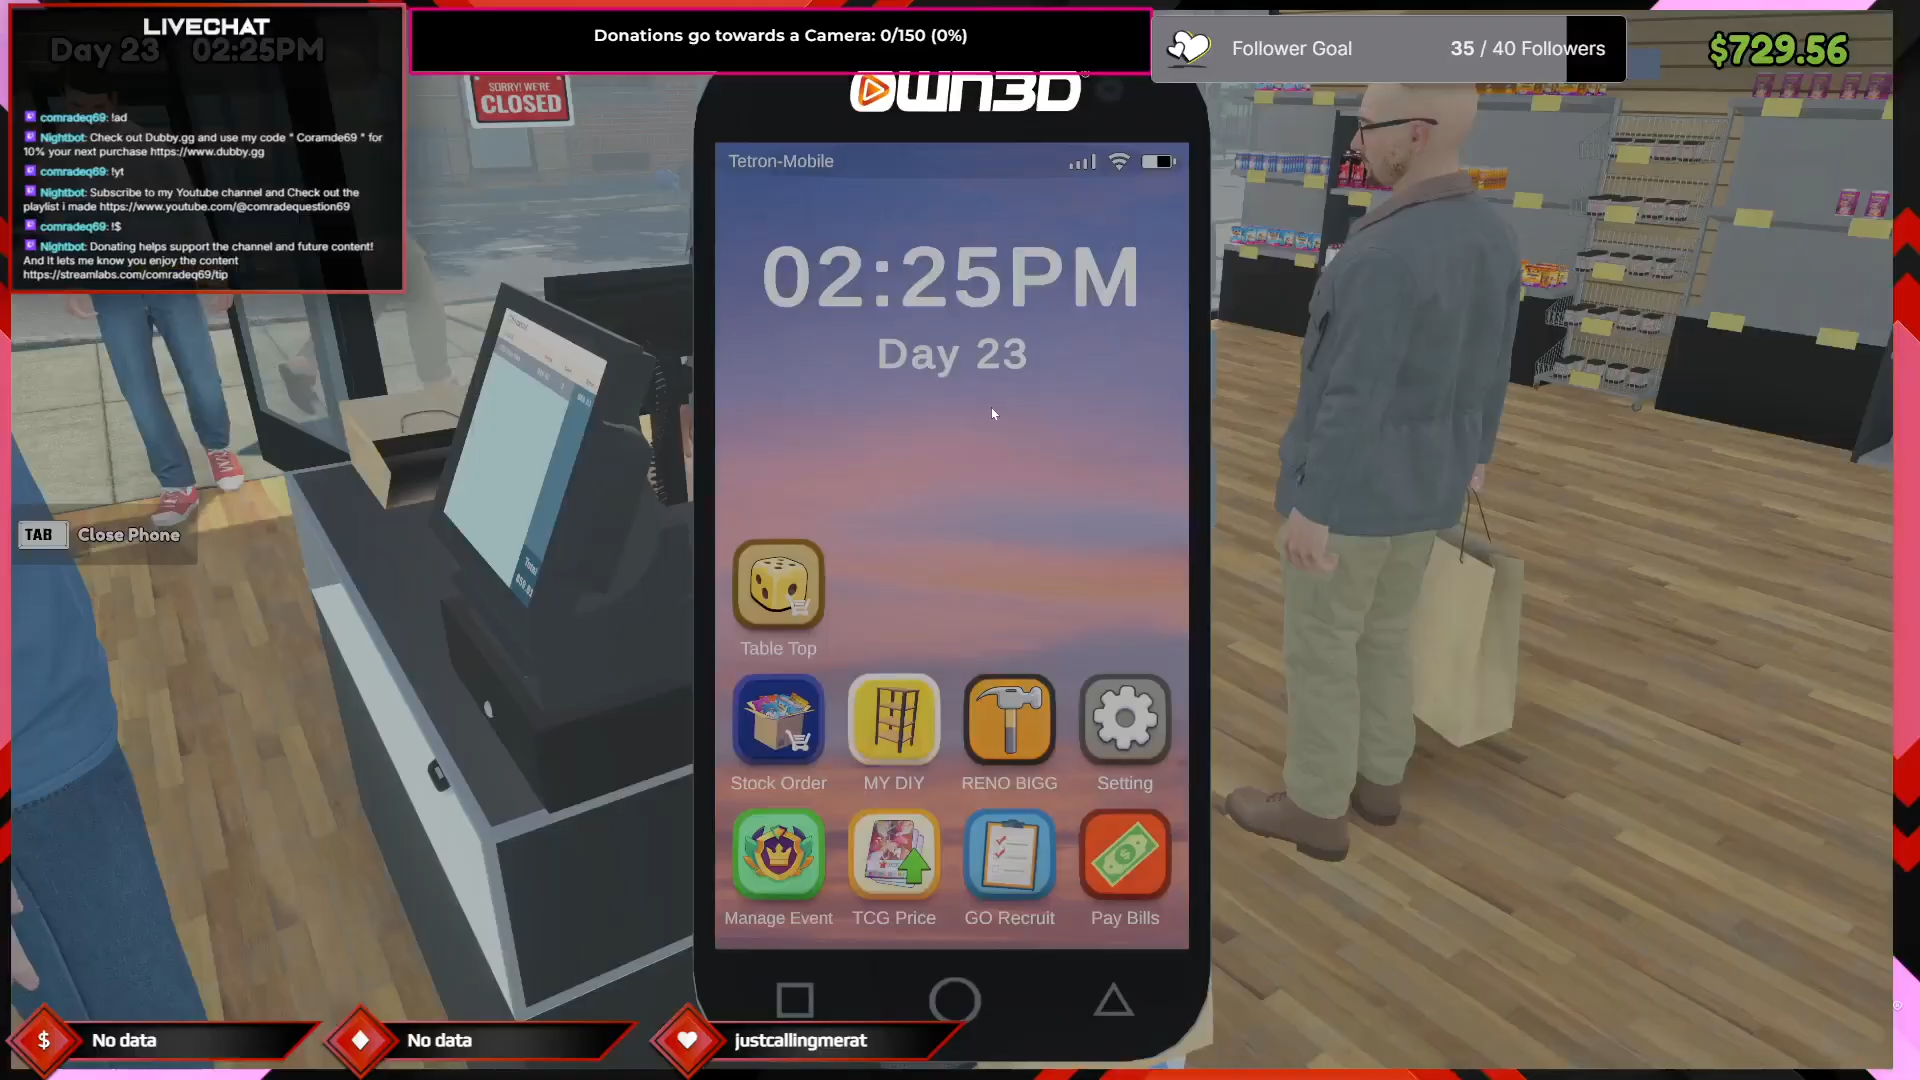 LIVECHAT
Day 23 02:25PM
comradeq69: !ad
Nightbot: Check out Dubby.gg and use my code " Coramde69 " for
10% your next purchase https://www.dubby.gg
comradeq69: !yt
Nightbot: Subscribe to my Youtube channel and Check out the
playlist i made https://www.youtube.com/@comradequestion69
comradeq69: !$
Nightbot: Donating helps support the channel and future content!
And It lets me know you enjoy the content
https://streamlabs.com/comradeq69/tip
Donations go towards a Camera: 0/150 (0%)
Follower Goal 35 / 40 Followers
$729.56
SORRY! WE'RE
CLOSED
OWN3D
Tetron-Mobile
02:25PM
Day 23
TAB Close Phone
Table Top
Stock Order MY DIY RENO BIGG Setting
Manage Event TCG Price GO Recruit Pay Bills
Total
No data
No data
justcallingmerat